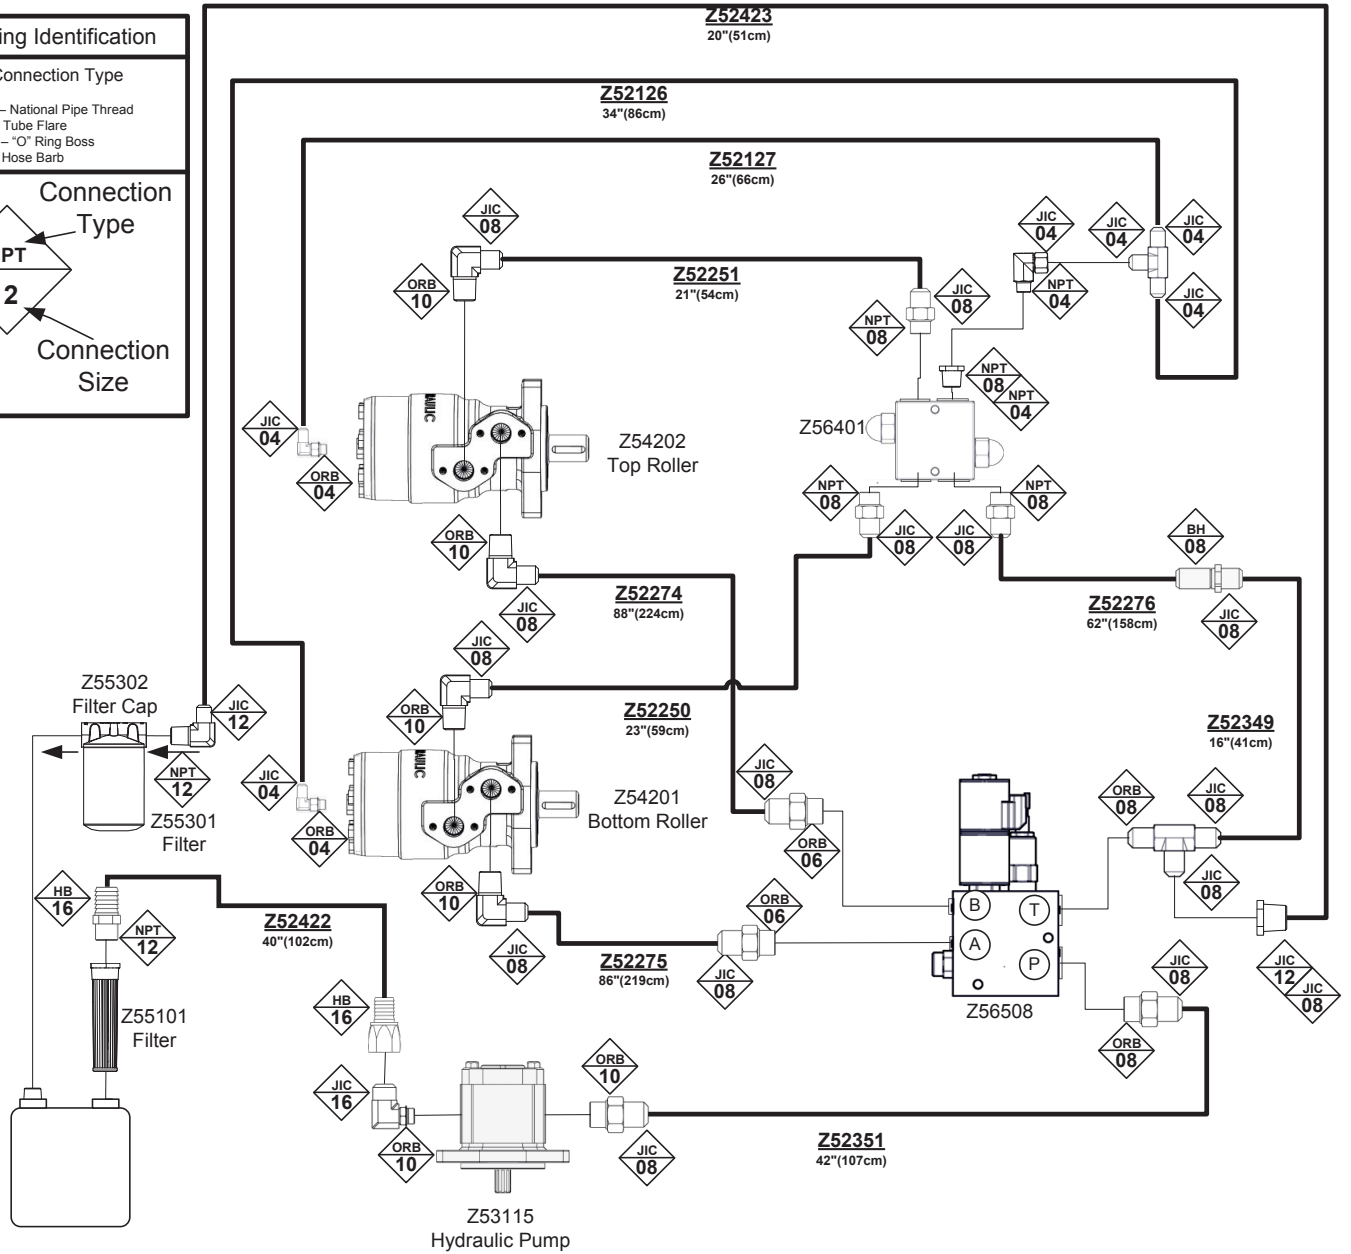 Z52423
20"(51cm)
ing Identification
Connection Type
– National Pipe Thread
Tube Flare
– "O" Ring Boss
Hose Barb
Connection
Type
PT
2
Connection
Size
Z52126
34"(86cm)
Z52127
26"(66cm)
JIC
08
ORB
10
Z52251
21"(54cm)
JIC
08
NPT
08
JIC
04
NPT
04
JIC
04
JIC
04
JIC
04
NPT
08
NPT
04
JIC
04
ORB
04
AULIC
Z54202
Top Roller
Z56401
NPT
08
JIC
08
JIC
08
NPT
08
ORB
10
JIC
08
Z52274
88"(224cm)
BH
08
Z52276
62"(158cm)
JIC
08
JIC
08
ORB
10
Z52250
23"(59cm)
Z52349
16"(41cm)
Z55302
Filter Cap
JIC
12
NPT
12
Z55301
Filter
JIC
04
ORB
04
AULIC
Z54201
Bottom Roller
JIC
08
ORB
06
ORB
08
JIC
08
JIC
08
HB
16
NPT
12
Z52422
40"(102cm)
ORB
10
JIC
08
Z52275
86"(219cm)
JIC
08
ORB
06
B
T
A
P
Z56508
JIC
08
ORB
08
JIC
12
JIC
08
Z55101
Filter
HB
16
JIC
16
ORB
10
ORB
10
JIC
08
Z52351
42"(107cm)
Z53115
Hydraulic Pump